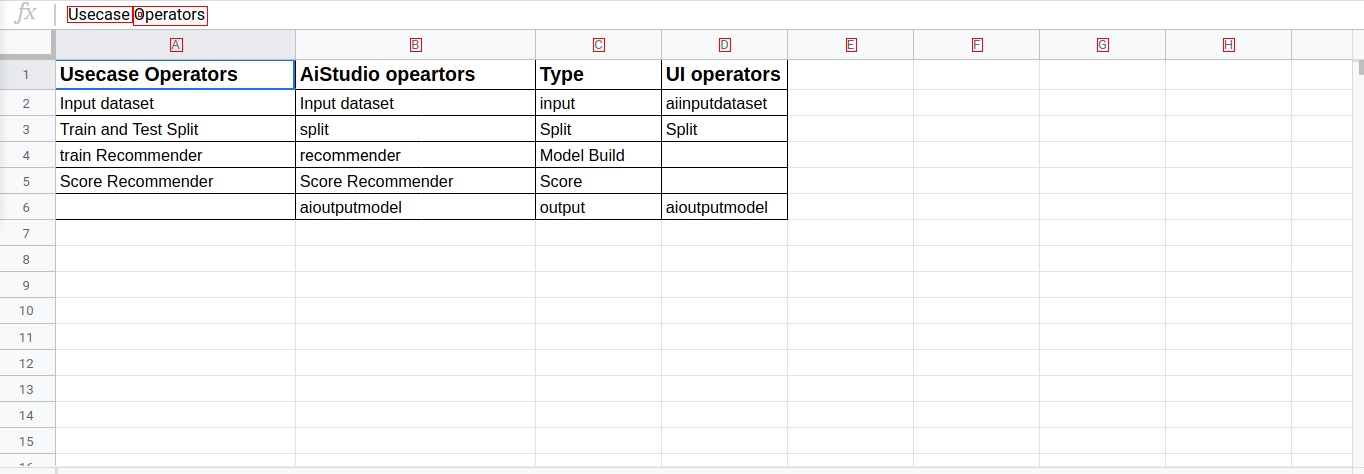 fx Usecase Operators
A B C D E F G H
1 Usecase Operators AiStudio opeartors Type UI operators
2 Input dataset Input dataset input aiinputdataset
3 Train and Test Split split Split Split
4 train Recommender recommender Model Build
5 Score Recommender Score Recommender Score
6 aioutputmodel output aioutputmodel
7
8
9
10
11
12
13
14
15